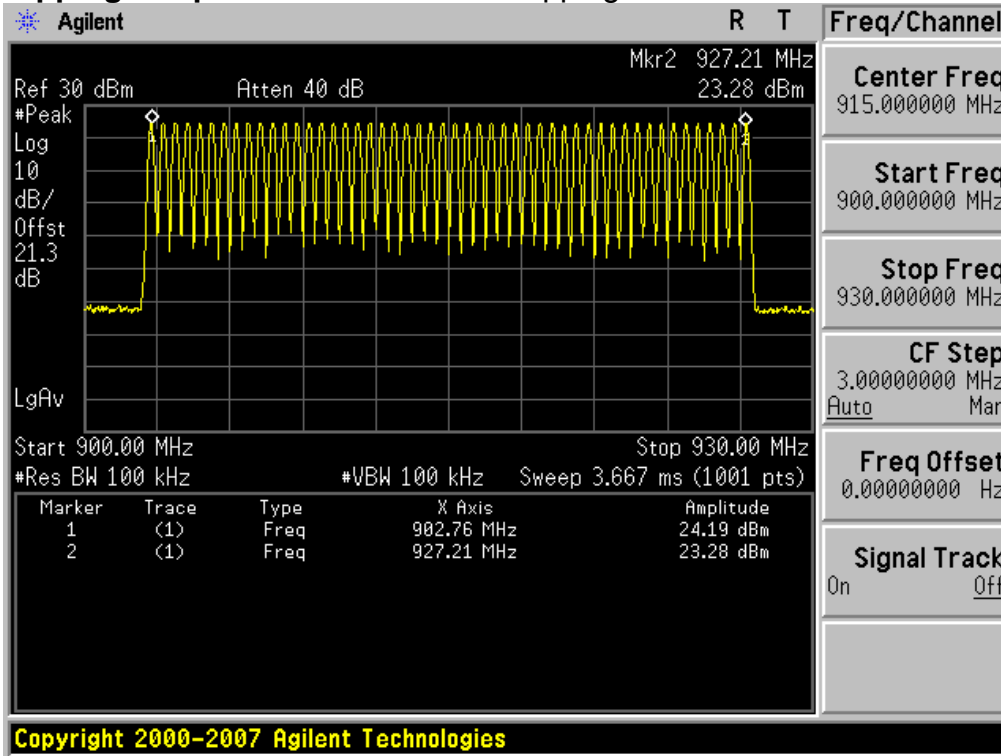 Agilent R T
Freq/Channel
Mkr2 927.21 MHz
Ref 30 dBm Atten 40 dB 23.28 dBm
#Peak
Log
10
dB/
Offst
21.3
dB
LgAv
1
2
Start 900.00 MHz Stop 930.00 MHz
#Res BW 100 kHz #VBW 100 kHz Sweep 3.667 ms (1001 pts)
Marker Trace Type X Axis Amplitude
1 (1) Freq 902.76 MHz 24.19 dBm
2 (1) Freq 927.21 MHz 23.28 dBm
Center Freq
915.000000 MHz
Start Freq
900.000000 MHz
Stop Freq
930.000000 MHz
CF Step
3.00000000 MHz
Auto Man
Freq Offset
0.00000000 Hz
Signal Track
On Off
Copyright 2000-2007 Agilent Technologies